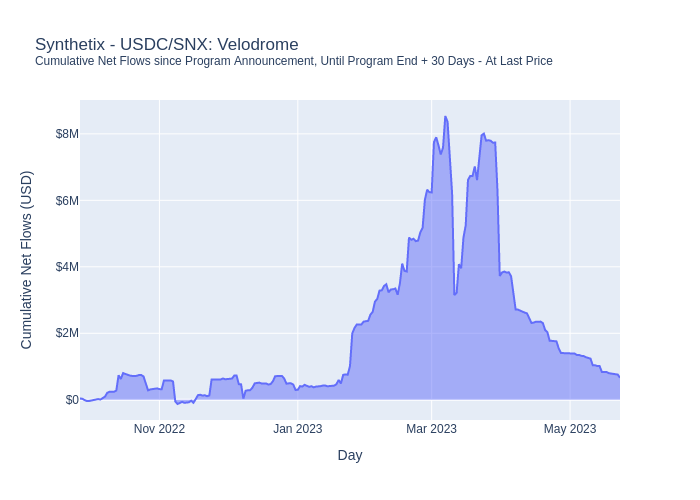 Synthetix - USDC/SNX: Velodrome
Cumulative Net Flows since Program Announcement, Until Program End + 30 Days - At Last Price
Cumulative Net Flows (USD)
$8M
$6M
$4M
$2M
$0
Nov 2022
Jan 2023
Mar 2023
May 2023
Day